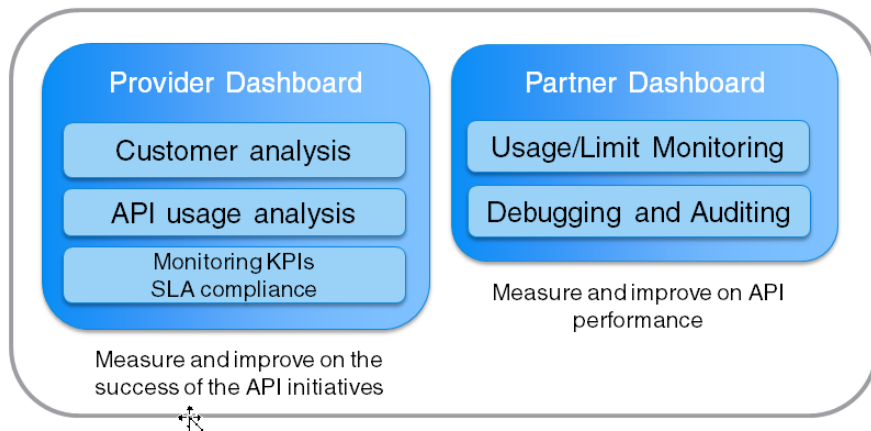 Provider Dashboard
Customer analysis
API usage analysis
Monitoring KPIs
SLA compliance
Measure and improve on the
success of the API initiatives
Partner Dashboard
Usage/Limit Monitoring
Debugging and Auditing
Measure and improve on API
performance